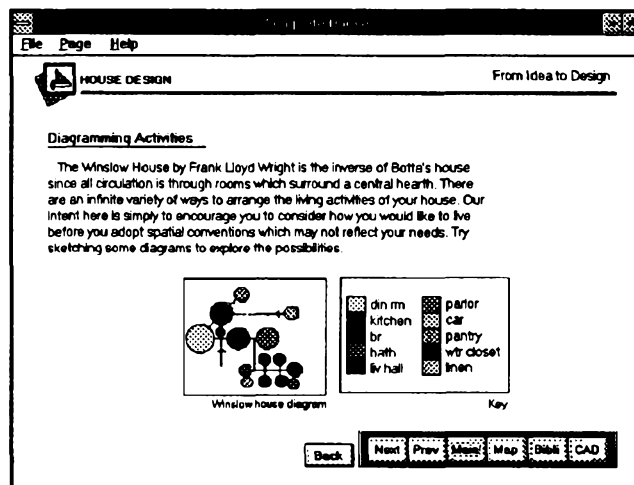 File Page Help
HOUSE DESIGN
From Idea to Design
Diagramming Activities
The Winslow House by Frank Lloyd Wright is the inverse of Botta's house
since all circulation is through rooms which surround a central hearth. There
are an infinite variety of ways to arrange the living activities of your house. Our
intent here is simply to encourage you to consider how you would like to live
before you adopt spatial conventions which may not reflect your needs. Try
sketching some diagrams to explore the possibilities.
din rm
kitchen
br
bath
liv hall
parlor
car
pantry
wtr closet
linen
Winslow house diagram
Key
Back Next Prev Main Map Bibli CAD